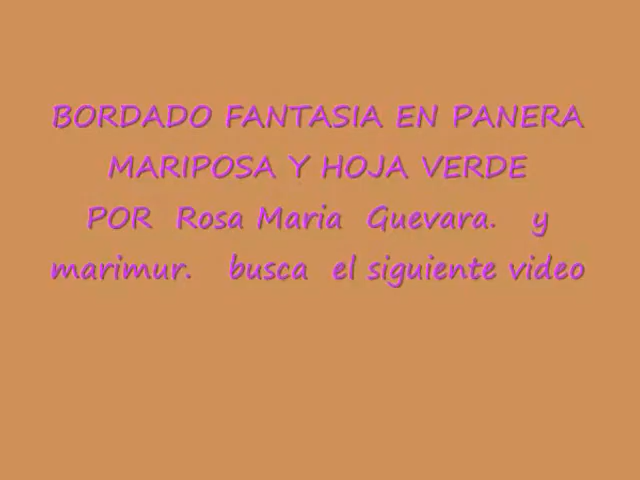 BORDADO FANTASIA EN PANERA
MARIPOSA Y HOJA VERDE
POR Rosa Maria Guevara. y
marimur. busca el siguiente video